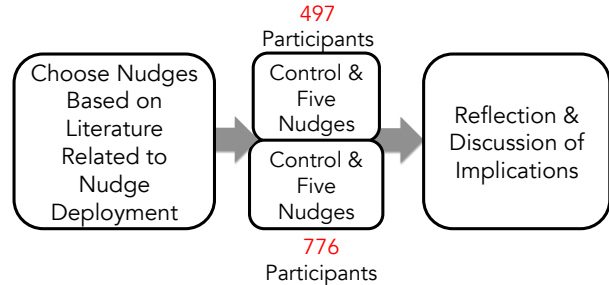 Choose Nudges
Based on
Literature
Related to
Nudge
Deployment
497
Participants
Control &
Five
Nudges
Control &
Five
Nudges
776
Participants
Reflection &
Discussion of
Implications